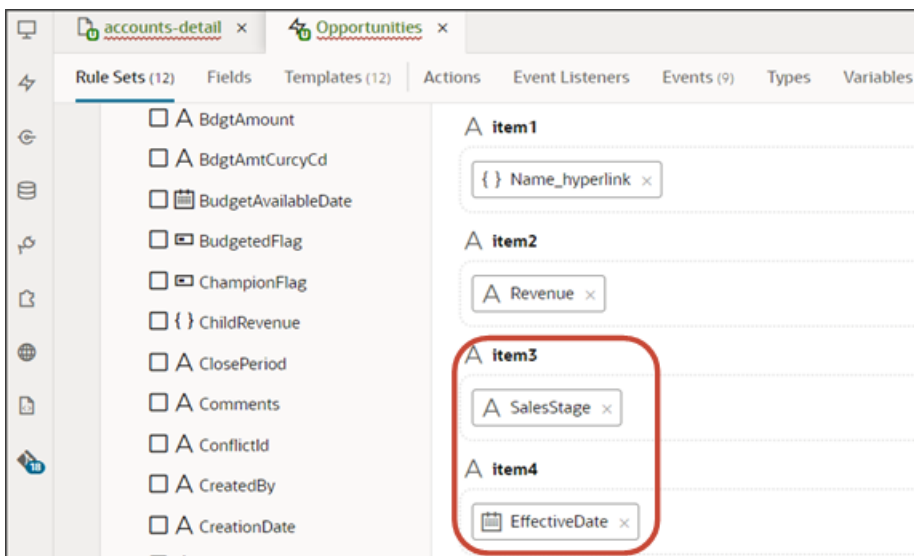 accounts-detail × Opportunities ×
Rule Sets (12) Fields Templates (12) Actions Event Listeners Events (9) Types Variables
A BdgtAmount
A BdgtAmtCurcyCd
BudgetAvailableDate
BudgetedFlag
ChampionFlag
{ } ChildRevenue
A ClosePeriod
A Comments
A ConflictId
A CreatedBy
A CreationDate
A item1
{ } Name_hyperlink ×
A item2
A Revenue ×
A item3
A SalesStage ×
A item4
EffectiveDate ×
18